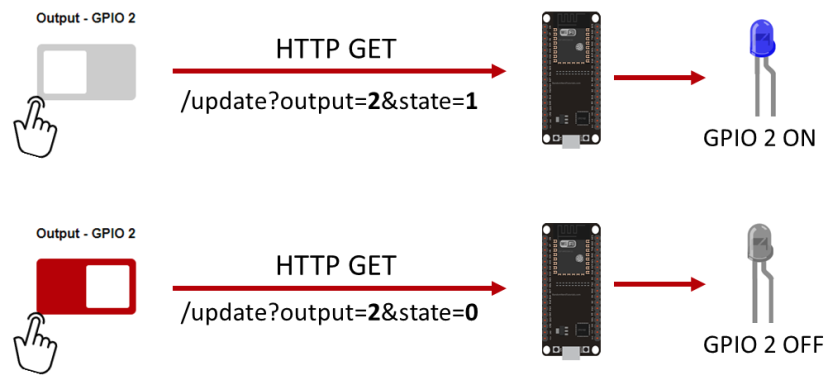 Output - GPIO 2
HTTP GET
/update?output=2&state=1
GPIO 2 ON
Output - GPIO 2
HTTP GET
/update?output=2&state=0
GPIO 2 OFF